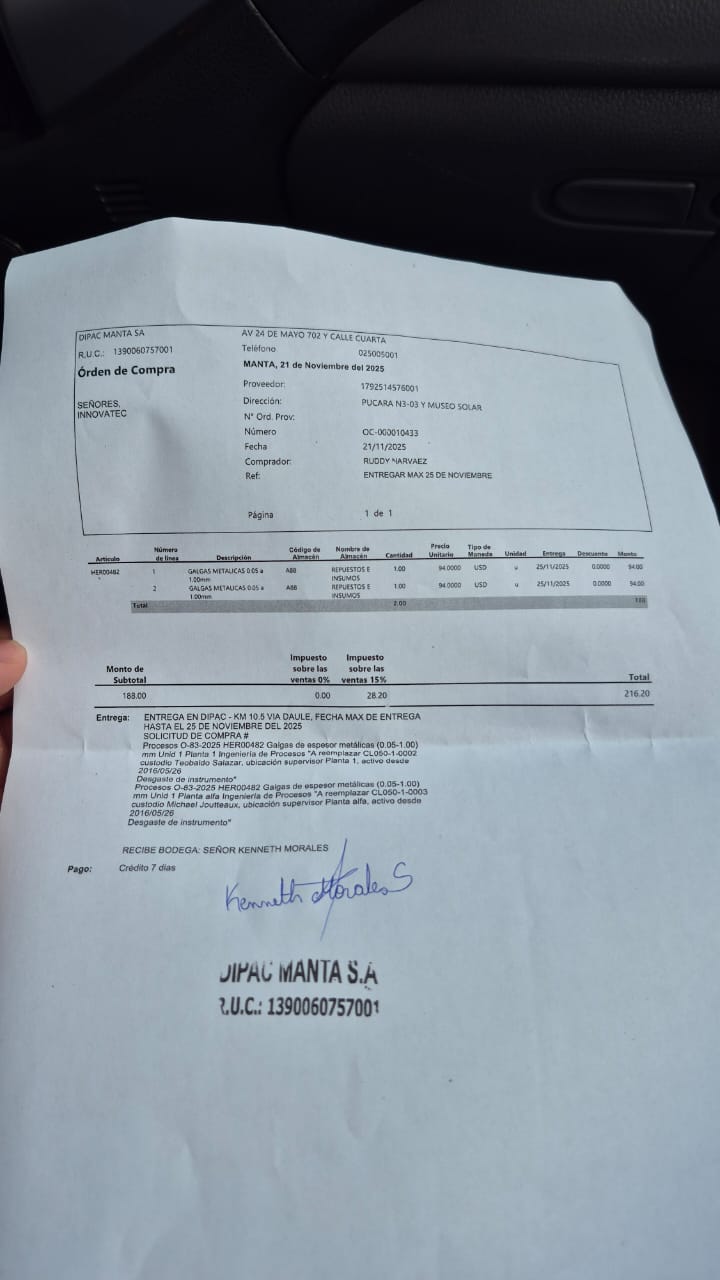 DIPAC MANTA SA
R.U.C.: 1390060757001
Órden de Compra
SEÑORES,
INNOVATEC
AV 24 DE MAYO 702 Y CALLE CUARTA
Teléfono 025005001
MANTA, 21 de Noviembre del 2025
Proveedor: 1792514576001
Dirección: PUCARA N3-03 Y MUSEO SOLAR
N° Ord. Prov:
Número OC-000010433
Fecha 21/11/2025
Comprador: RUDDY NARVAEZ
Ref: ENTREGAR MAX 25 DE NOVIEMBRE
Página 1 de 1
Artículo Número de línea Descripción Código de Almacén Nombre de Almacén Cantidad Precio Unitario Tipo de Moneda Unidad Entrega Descuento Monto
HER00482 1 GALGAS METALICAS 0.05 a A88 REPUESTOS E 1.00 94.0000 USD u 25/11/2025 0.0000 94.00
1.00mm INSUMOS
2 GALGAS METALICAS 0.05 a A88 REPUESTOS E 1.00 94.0000 USD u 25/11/2025 0.0000 94.00
1.00mm INSUMOS
Total 2.00 188
Monto de Subtotal Impuesto sobre las ventas 0% Impuesto sobre las ventas 15% Total
188.00 0.00 28.20 216.20
Entrega: ENTREGA EN DIPAC - KM 10.5 VIA DAULE, FECHA MAX DE ENTREGA
HASTA EL 25 DE NOVIEMBRE DEL 2025
SOLICITUD DE COMPRA #
Procesos O-83-2025 HER00482 Galgas de espesor metálicas (0.05-1.00)
mm Unid 1 Planta 1 Ingeniería de Procesos "A reemplazar CL050-1-0002
custodio Teobaldo Salazar, ubicación supervisor Planta 1, activo desde
2016/05/26
Desgaste de instrumento"
Procesos O-83-2025 HER00482 Galgas de espesor metálicas (0.05-1.00)
mm Unid 1 Planta alfa Ingeniería de Procesos "A reemplazar CL050-1-0003
custodio Michael Joutteaux, ubicación supervisor Planta alfa, activo desde
2016/05/26
Desgaste de instrumento"
RECIBE BODEGA: SEÑOR KENNETH MORALES
Pago: Crédito 7 días
Kenneth Morales S
DIPAC MANTA S.A
R.U.C.: 1390060757001